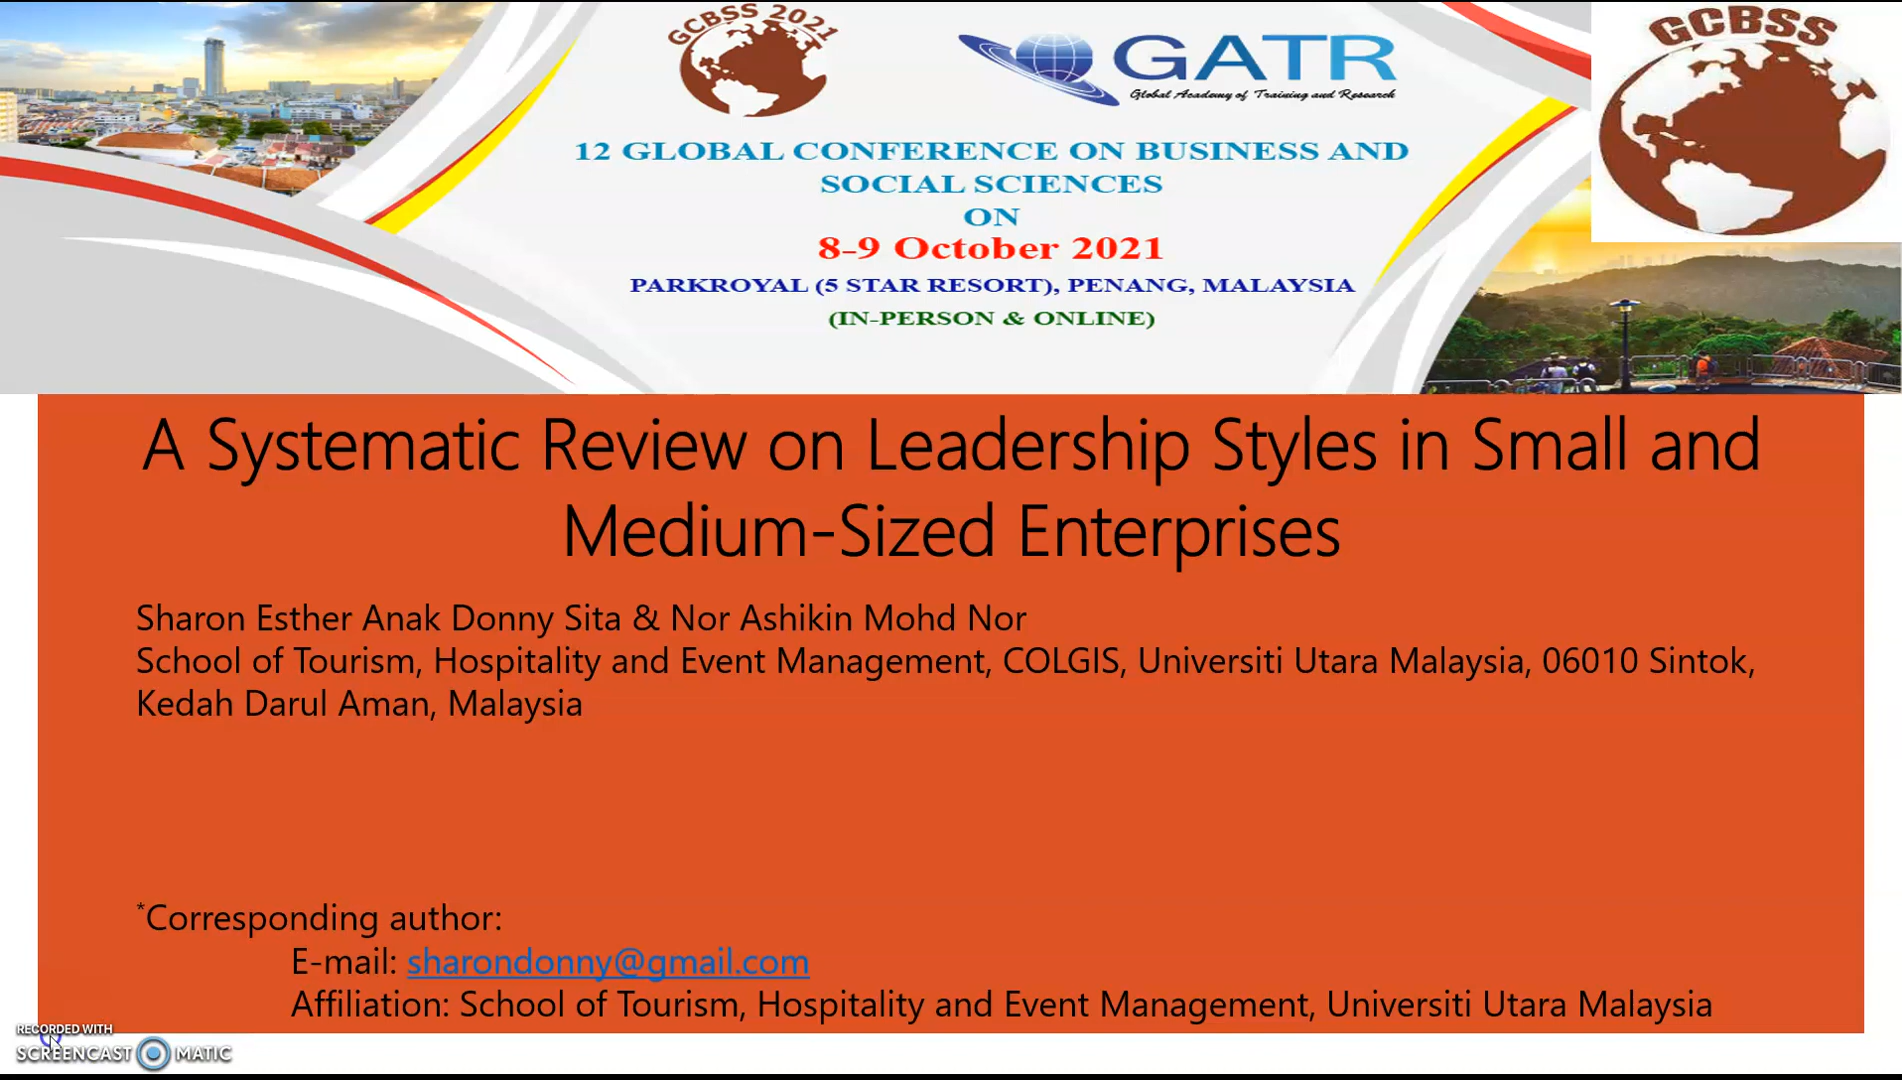 GCBSS 2021
GATR
Global Academy of Training and Research
GCBSS
12 GLOBAL CONFERENCE ON BUSINESS AND
SOCIAL SCIENCES
ON
8-9 October 2021
PARKROYAL (5 STAR RESORT), PENANG, MALAYSIA
(IN-PERSON & ONLINE)
A Systematic Review on Leadership Styles in Small and
Medium-Sized Enterprises
Sharon Esther Anak Donny Sita & Nor Ashikin Mohd Nor
School of Tourism, Hospitality and Event Management, COLGIS, Universiti Utara Malaysia, 06010 Sintok,
Kedah Darul Aman, Malaysia
*Corresponding author:
E-mail: sharondonny@gmail.com
Affiliation: School of Tourism, Hospitality and Event Management, Universiti Utara Malaysia
RECORDED WITH
SCREENCAST MATIC